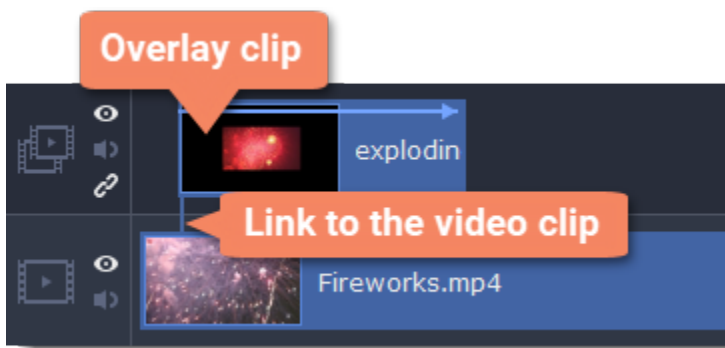 Overlay clip
explodin
Link to the video clip
Fireworks.mp4